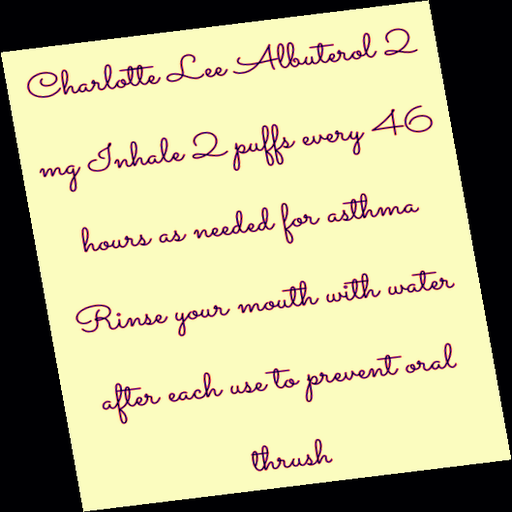 Charlotte Lee Albuterol 2
mg Inhale 2 puffs every 46
hours as needed for asthma
Rinse your mouth with water
after each use to prevent oral
thrush